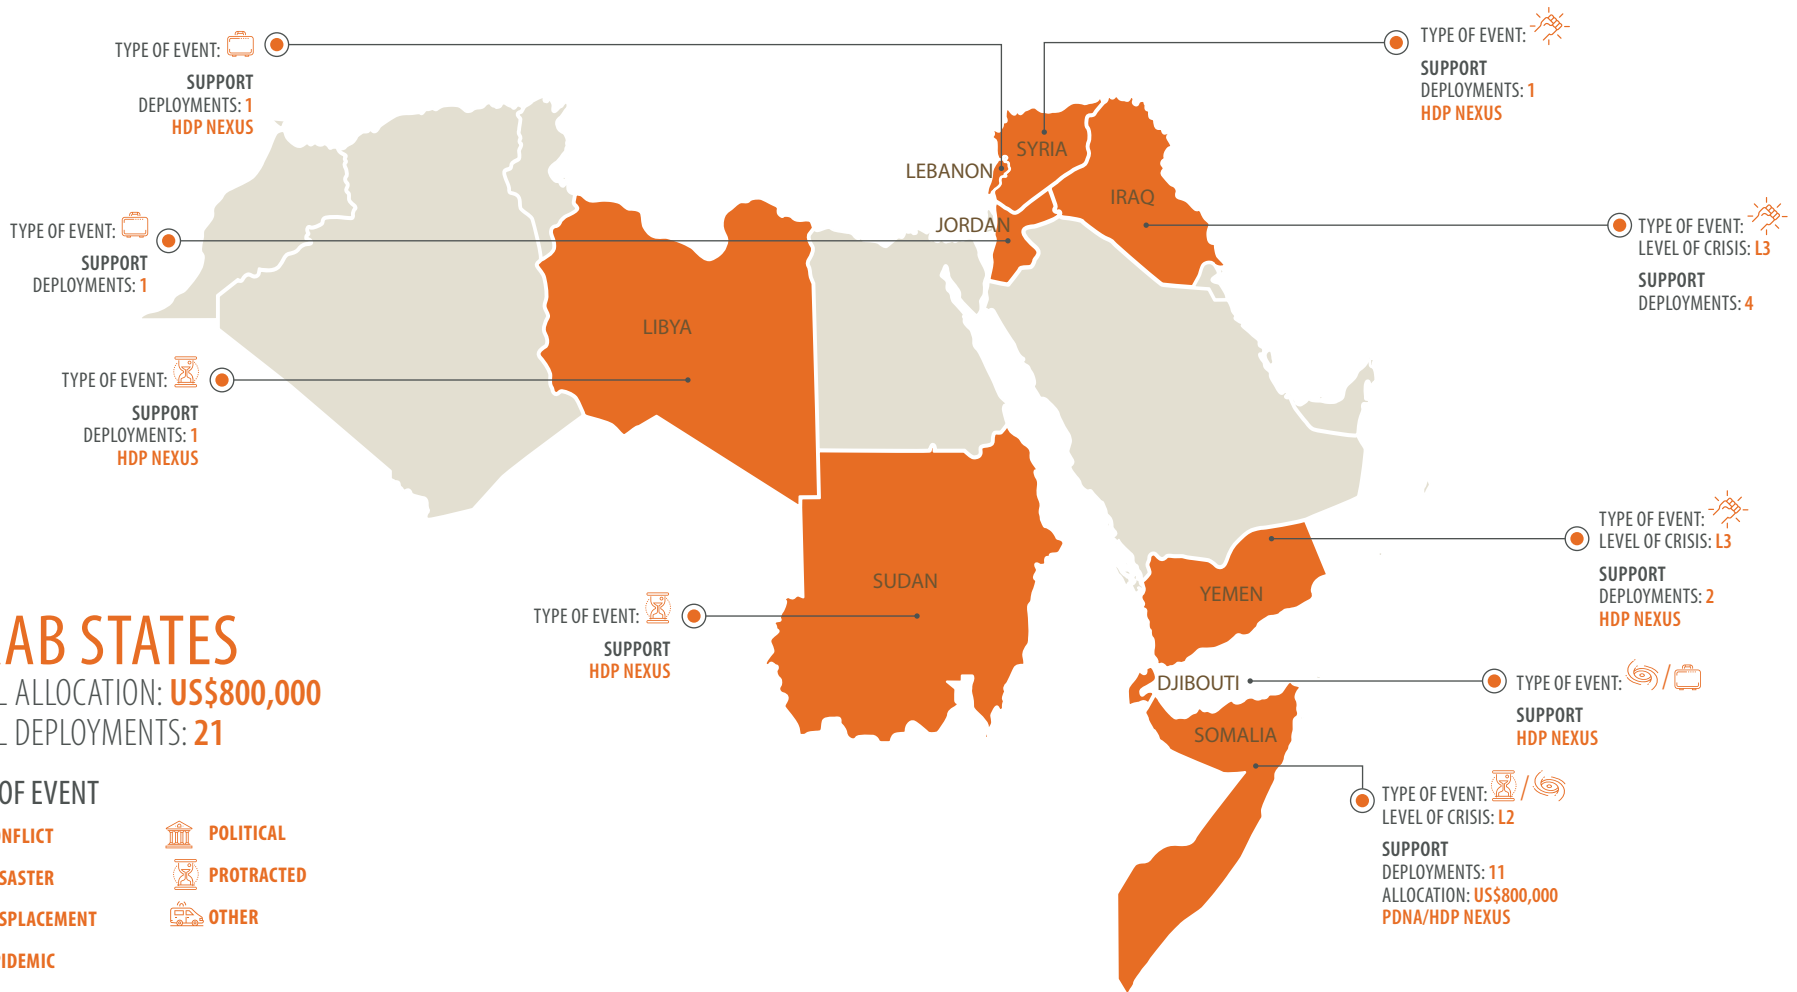 TYPE OF EVENT:
SUPPORT
DEPLOYMENTS: 1
HDP NEXUS
TYPE OF EVENT:
SUPPORT
DEPLOYMENTS: 1
HDP NEXUS
SYRIA
LEBANON
IRAQ
JORDAN
TYPE OF EVENT:
SUPPORT
DEPLOYMENTS: 1
TYPE OF EVENT:
LEVEL OF CRISIS: L3
SUPPORT
DEPLOYMENTS: 4
LIBYA
TYPE OF EVENT:
SUPPORT
DEPLOYMENTS: 1
HDP NEXUS
TYPE OF EVENT:
LEVEL OF CRISIS: L3
SUPPORT
DEPLOYMENTS: 2
HDP NEXUS
SUDAN
YEMEN
TYPE OF EVENT:
SUPPORT
HDP NEXUS
DJIBOUTI
TYPE OF EVENT: /
SUPPORT
HDP NEXUS
SOMALIA
TYPE OF EVENT: /
LEVEL OF CRISIS: L2
SUPPORT
DEPLOYMENTS: 11
ALLOCATION: US$800,000
PDNA/HDP NEXUS
AB STATES
L ALLOCATION: US$800,000
L DEPLOYMENTS: 21
OF EVENT
NFLICT
SASTER
SPLACEMENT
PIDEMIC
POLITICAL
PROTRACTED
OTHER